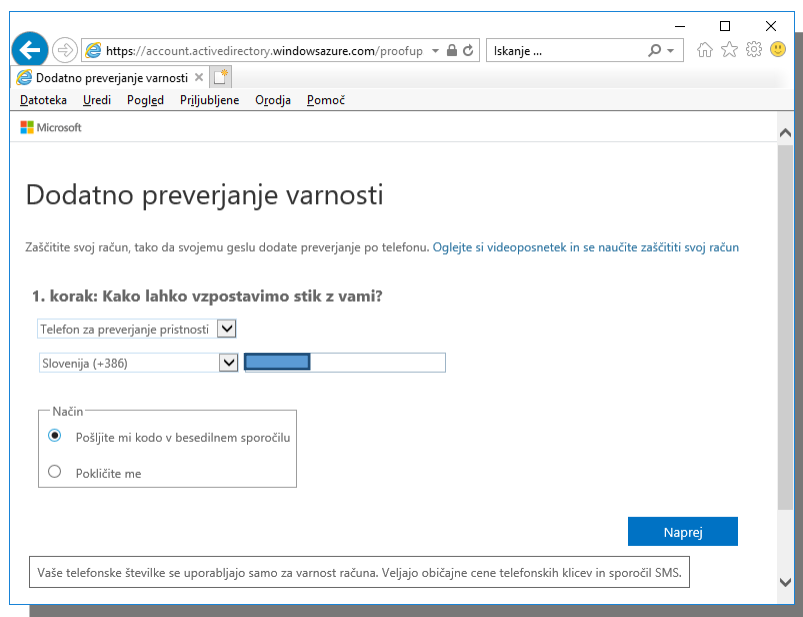 https://account.activedirectory.windowsazure.com/proofup
Iskanje ...
Dodatno preverjanje varnosti
Datoteka Uredi Pogled Priljubljene Orodja Pomoč
Microsoft
Dodatno preverjanje varnosti
Zaščitite svoj račun, tako da svojemu geslu dodate preverjanje po telefonu. Oglejte si videoposnetek in se naučite zaščititi svoj račun
1. korak: Kako lahko vzpostavimo stik z vami?
Telefon za preverjanje pristnosti
Slovenija (+386)
Način
Pošljite mi kodo v besedilnem sporočilu
Pokličite me
Naprej
Vaše telefonske številke se uporabljajo samo za varnost računa. Veljajo običajne cene telefonskih klicev in sporočil SMS.